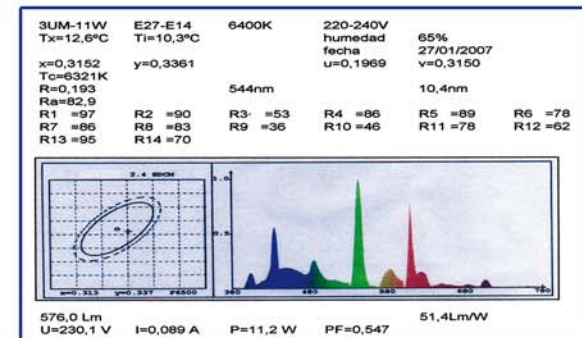 3UM-11W E27-E14 6400K 220-240V
Tx=12,6ºC Ti=10,3ºC humedad 65%
fecha 27/01/2007
x=0,3152 y=0,3361 u=0,1969 v=0,3150
Tc=6321K
R=0,193 544nm 10,4nm
Ra=82,9
R1 =97 R2 =90 R3 =53 R4 =86 R5 =89 R6 =78
R7 =86 R8 =83 R9 =36 R10 =46 R11 =78 R12 =62
R13 =95 R14 =70
2.4 SDCM
1.0
0.5
x=0.313 y=0.337 F6500
380 780
576,0 Lm 51,4Lm/W
U=230,1 V I=0,089 A P=11,2 W PF=0,547